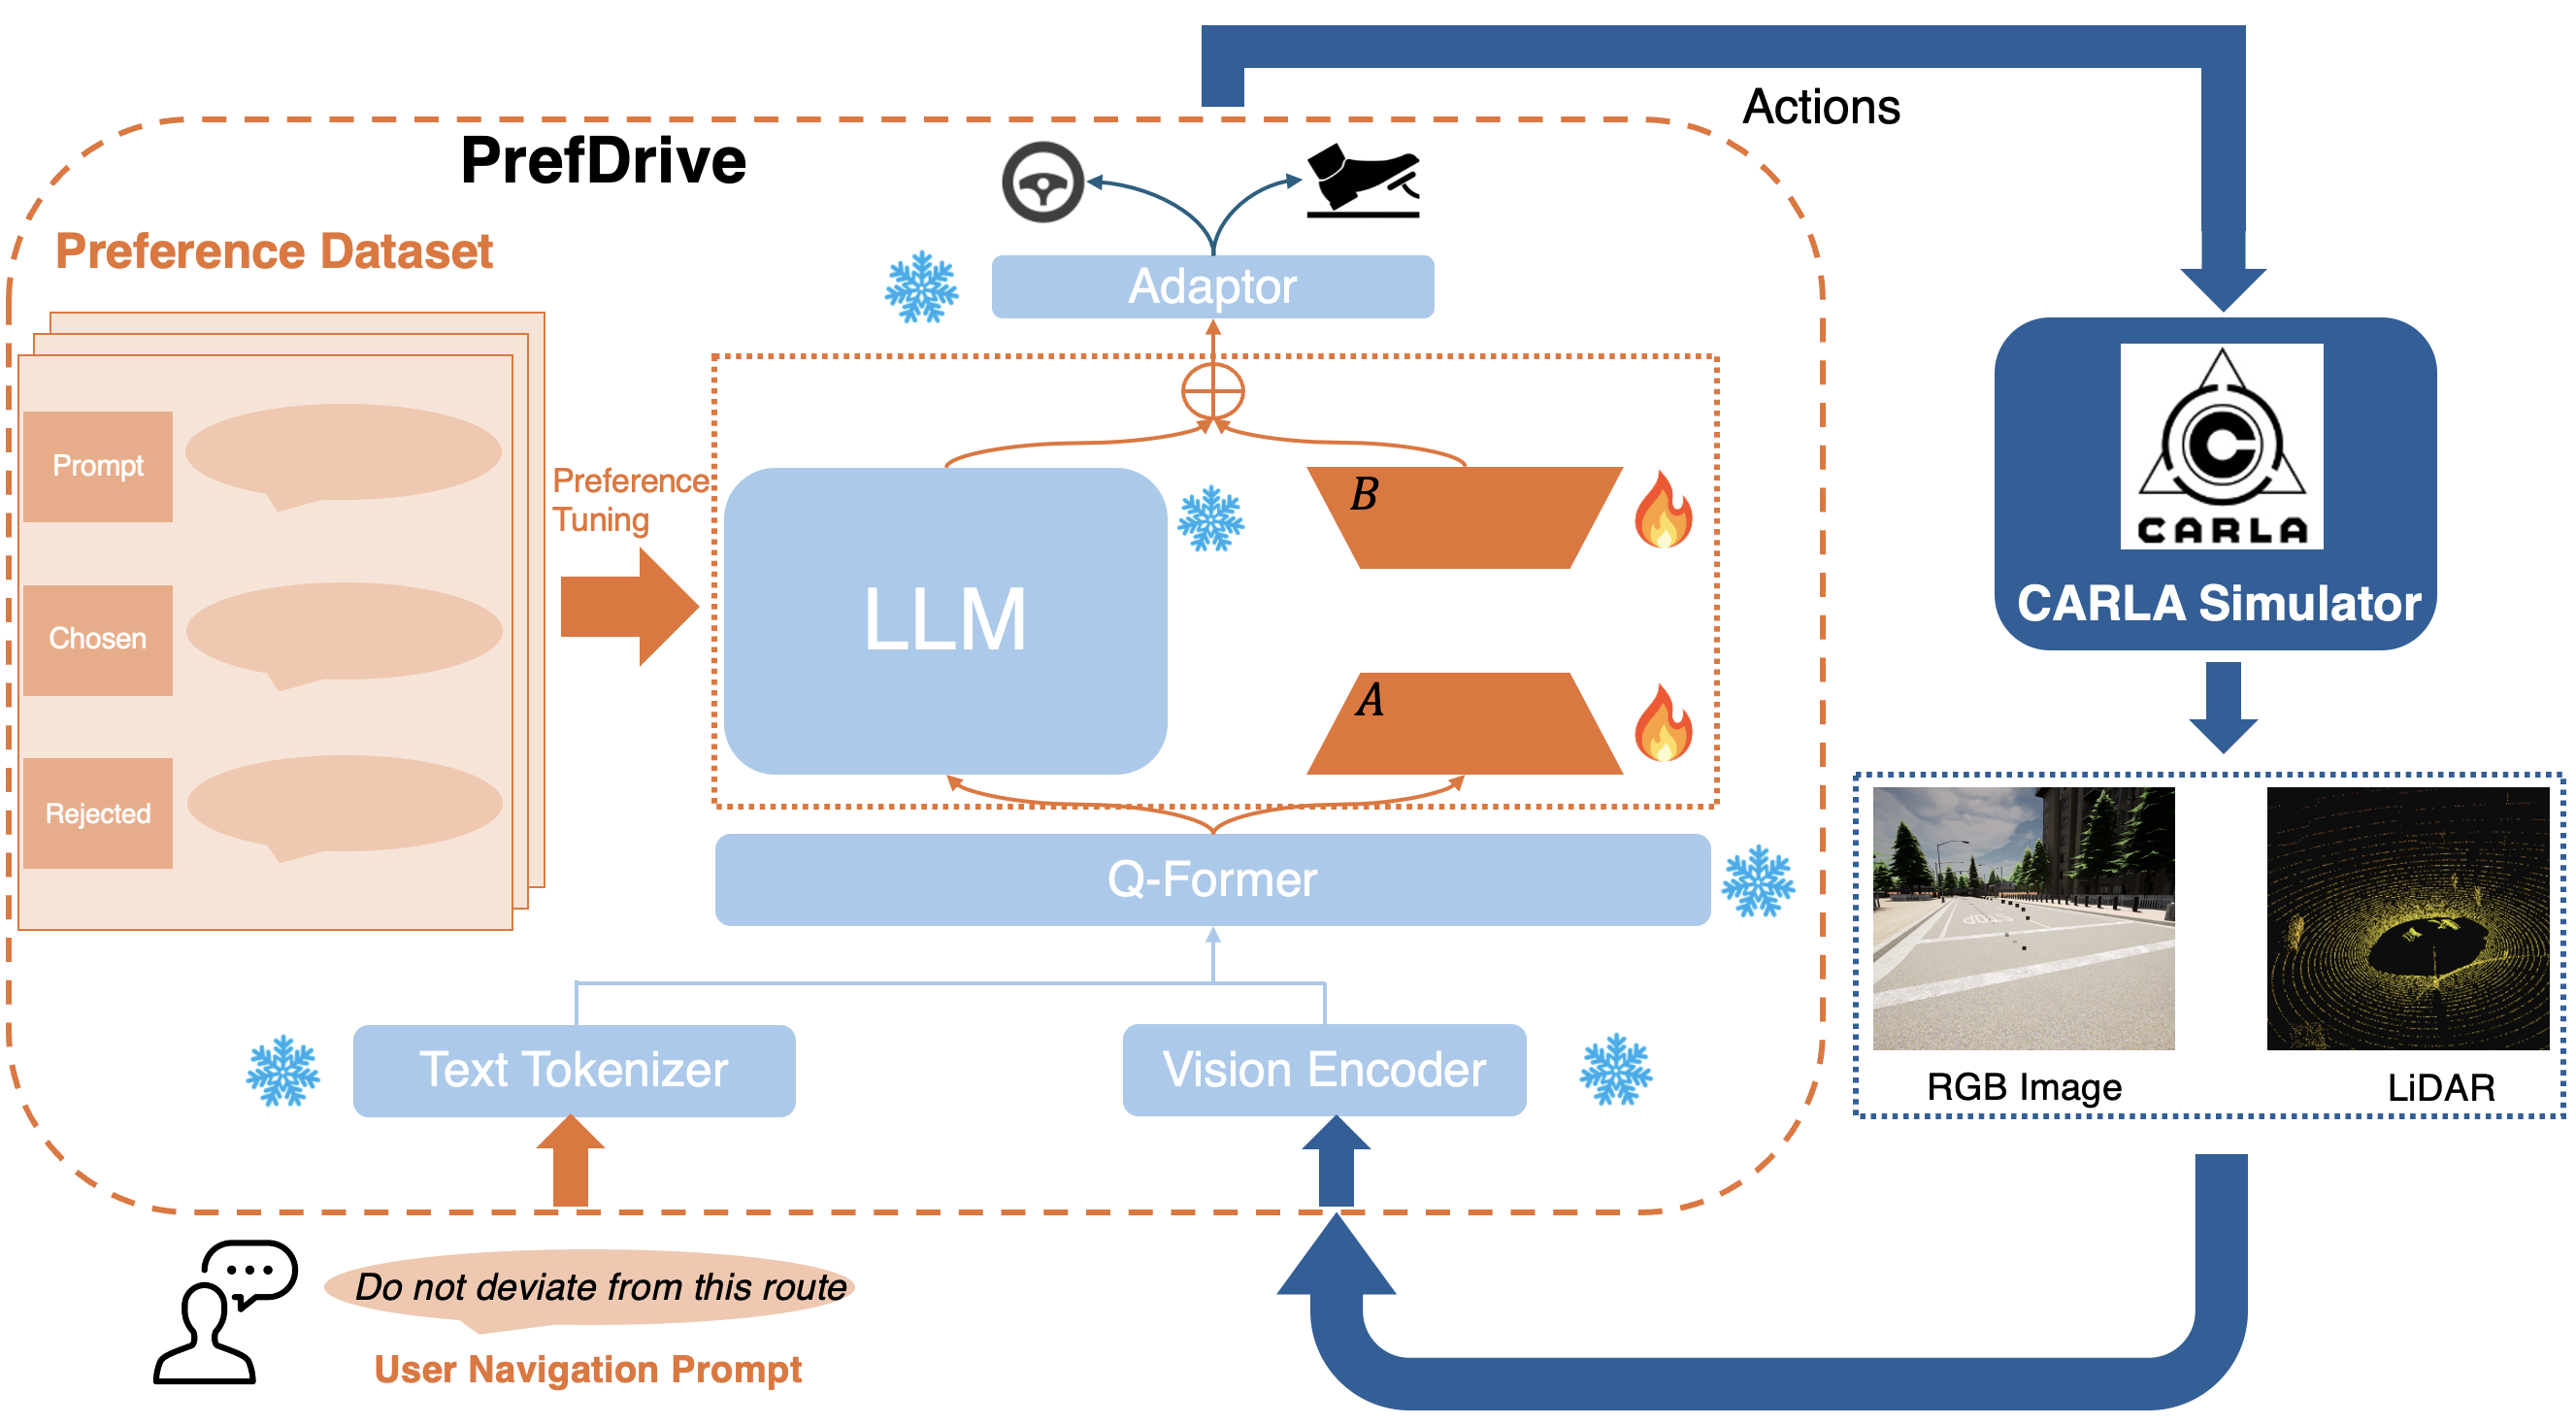 Actions
PrefDrive
Preference Dataset
Adaptor
Prompt
Preference
Tuning
B
LLM
Chosen
A
Rejected
Q-Former
Text Tokenizer
Vision Encoder
Do not deviate from this route
User Navigation Prompt
C
CARLA
CARLA Simulator
STOP
RGB Image
LiDAR